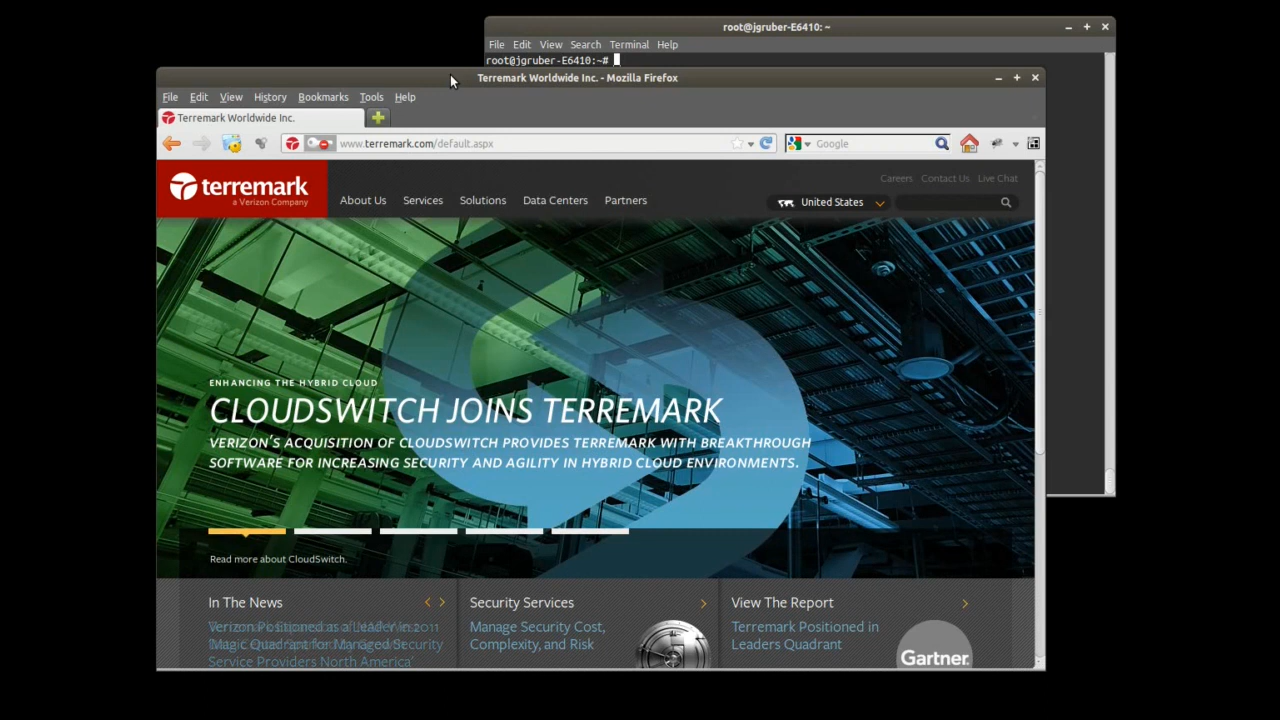 root@jgruber-E6410: ~
File Edit View Search Terminal Help
root@jgruber-E6410:~#
Terremark Worldwide Inc. - Mozilla Firefox
File Edit View History Bookmarks Tools Help
Terremark Worldwide Inc.
www.terremark.com/default.aspx
Google
terremark
a Verizon Company
Careers Contact Us Live Chat
About Us Services Solutions Data Centers Partners
United States
ENHANCING THE HYBRID CLOUD
CLOUDSWITCH JOINS TERREMARK
VERIZON'S ACQUISITION OF CLOUDSWITCH PROVIDES TERREMARK WITH BREAKTHROUGH
SOFTWARE FOR INCREASING SECURITY AND AGILITY IN HYBRID CLOUD ENVIRONMENTS.
Read more about CloudSwitch.
In The News
Verizon Positioned as a Leader in 2011
'Magic Quadrant for Managed Security
Service Providers North America'
Security Services
Manage Security Cost,
Complexity, and Risk
View The Report
Terremark Positioned in
Leaders Quadrant
Gartner